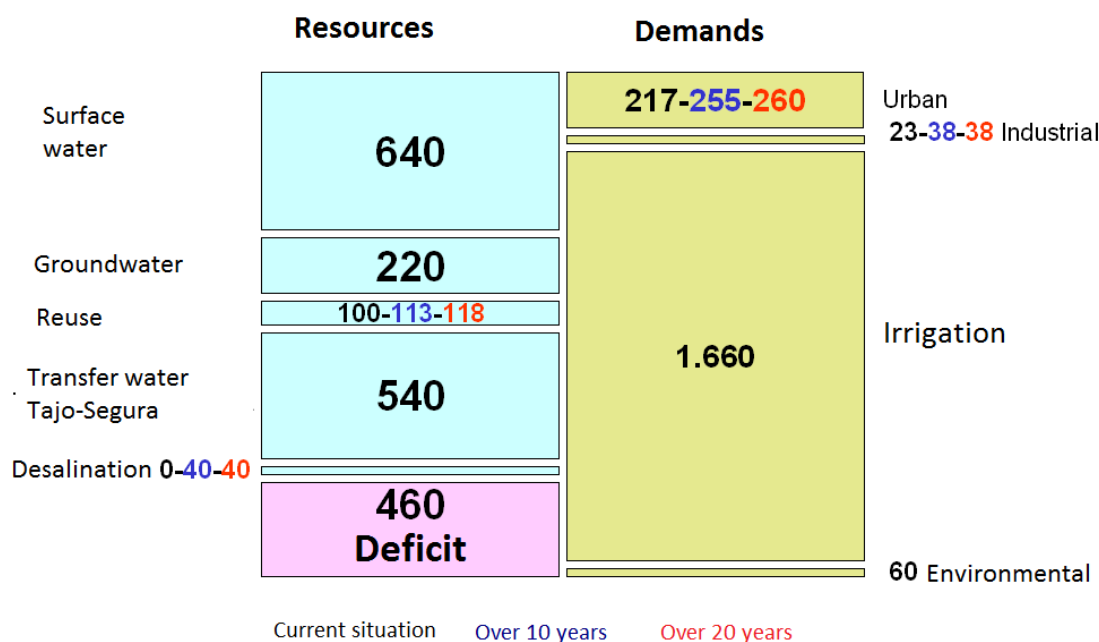 Resources
Demands
Surface
water
640
217-255-260
Urban
23-38-38 Industrial
Groundwater
220
Reuse
100-113-118
Transfer water
Tajo-Segura
540
1.660
Irrigation
Desalination 0-40-40
460
Deficit
60 Environmental
Current situation
Over 10 years
Over 20 years